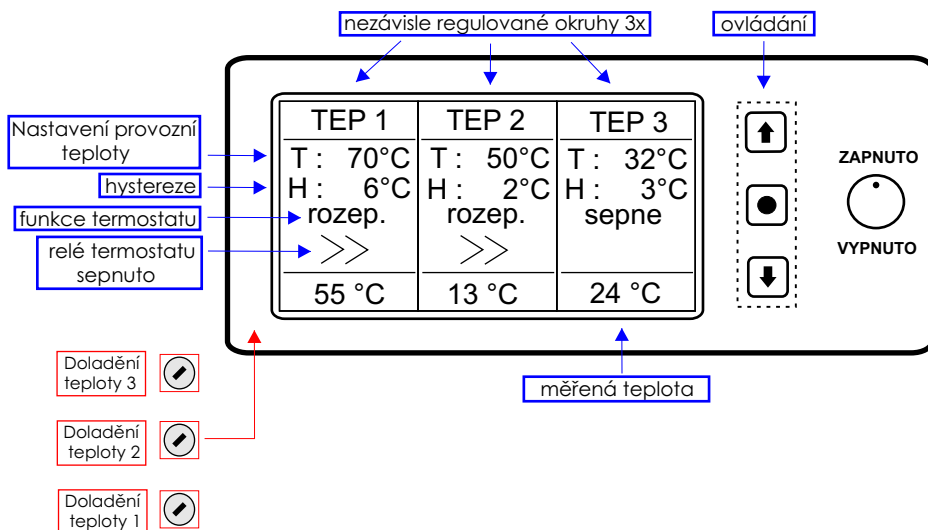 nezávisle regulované okruhy 3x
ovládání
Nastavení provozní
teploty
hystereze
funkce termostatu
relé termostatu
sepnuto
TEP 1
T : 70°C
H : 6°C
rozep.
55 °C
TEP 2
T : 50°C
H : 2°C
rozep.
13 °C
TEP 3
T : 32°C
H : 3°C
sepne
24 °C
ZAPNUTO
VYPNUTO
měřená teplota
Doladění
teploty 3
Doladění
teploty 2
Doladění
teploty 1